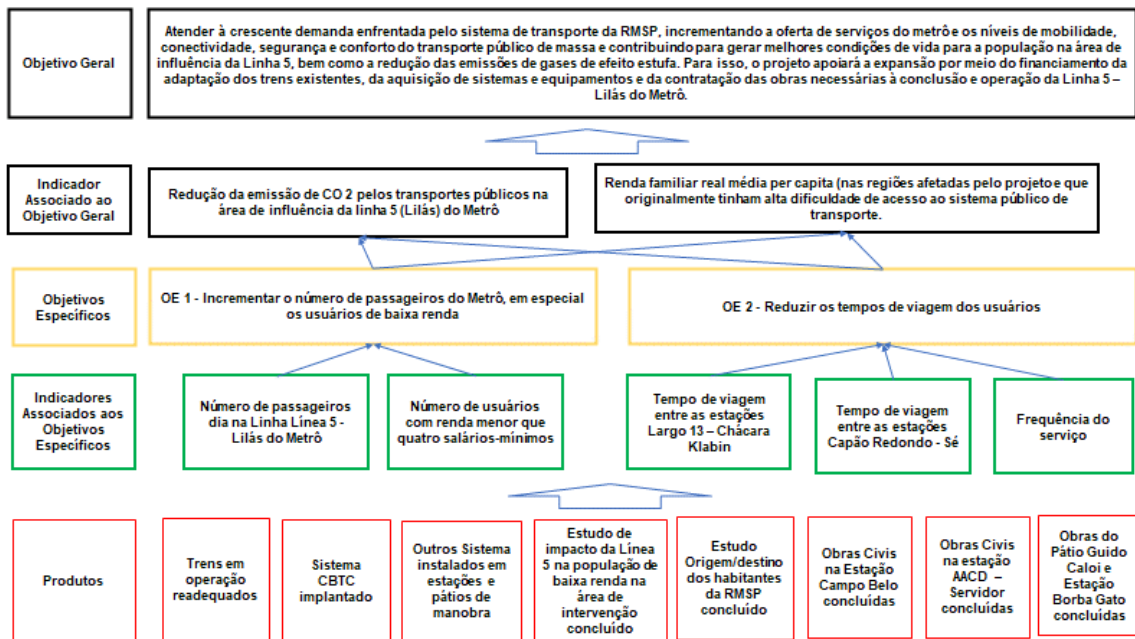 Objetivo Geral
Atender à crescente demanda enfrentada pelo sistema de transporte da RMSP, incrementando a oferta de serviços do metrô e os níveis de mobilidade,
conectividade, segurança e conforto do transporte público de massa e contribuindo para gerar melhores condições de vida para a população na área de
influência da Linha 5, bem como a redução das emissões de gases de efeito estufa. Para isso, o projeto apoiará a expansão por meio do financiamento da
adaptação dos trens existentes, da aquisição de sistemas e equipamentos e da contratação das obras necessárias à conclusão e operação da Linha 5 –
Lilás do Metrô.
Indicador
Associado ao
Objetivo Geral
Redução da emissão de CO 2 pelos transportes públicos na
área de influência da linha 5 (Lilás) do Metrô
Renda familiar real média per capita (nas regiões afetadas pelo projeto e que
originalmente tinham alta dificuldade de acesso ao sistema público de
transporte.
Objetivos
Específicos
OE 1 - Incrementar o número de passageiros do Metrô, em especial
os usuários de baixa renda
OE 2 - Reduzir os tempos de viagem dos usuários
Indicadores
Associados aos
Objetivos
Específicos
Número de passageiros
dia na Linha Línea 5 -
Lilás do Metrô
Número de usuários
com renda menor que
quatro salários-mínimos
Tempo de viagem
entre as estações
Largo 13 – Chácara
Klabin
Tempo de viagem
entre as estações
Capão Redondo - Sé
Frequência do
serviço
Produtos
Trens em
operação
readequados
Sistema
CBTC
implantado
Outros Sistema
instalados em
estações e
pátios de
manobra
Estudo de
impacto da Línea
5 na população de
baixa renda na
área de
intervenção
concluído
Estudo
Origem/destino
dos habitantes
da RMSP
concluído
Obras Civis
na Estação
Campo Belo
concluídas
Obras Civis
na estação
AACD –
Servidor
concluídas
Obras do
Pátio Guido
Caloi e
Estação
Borba Gato
concluídas